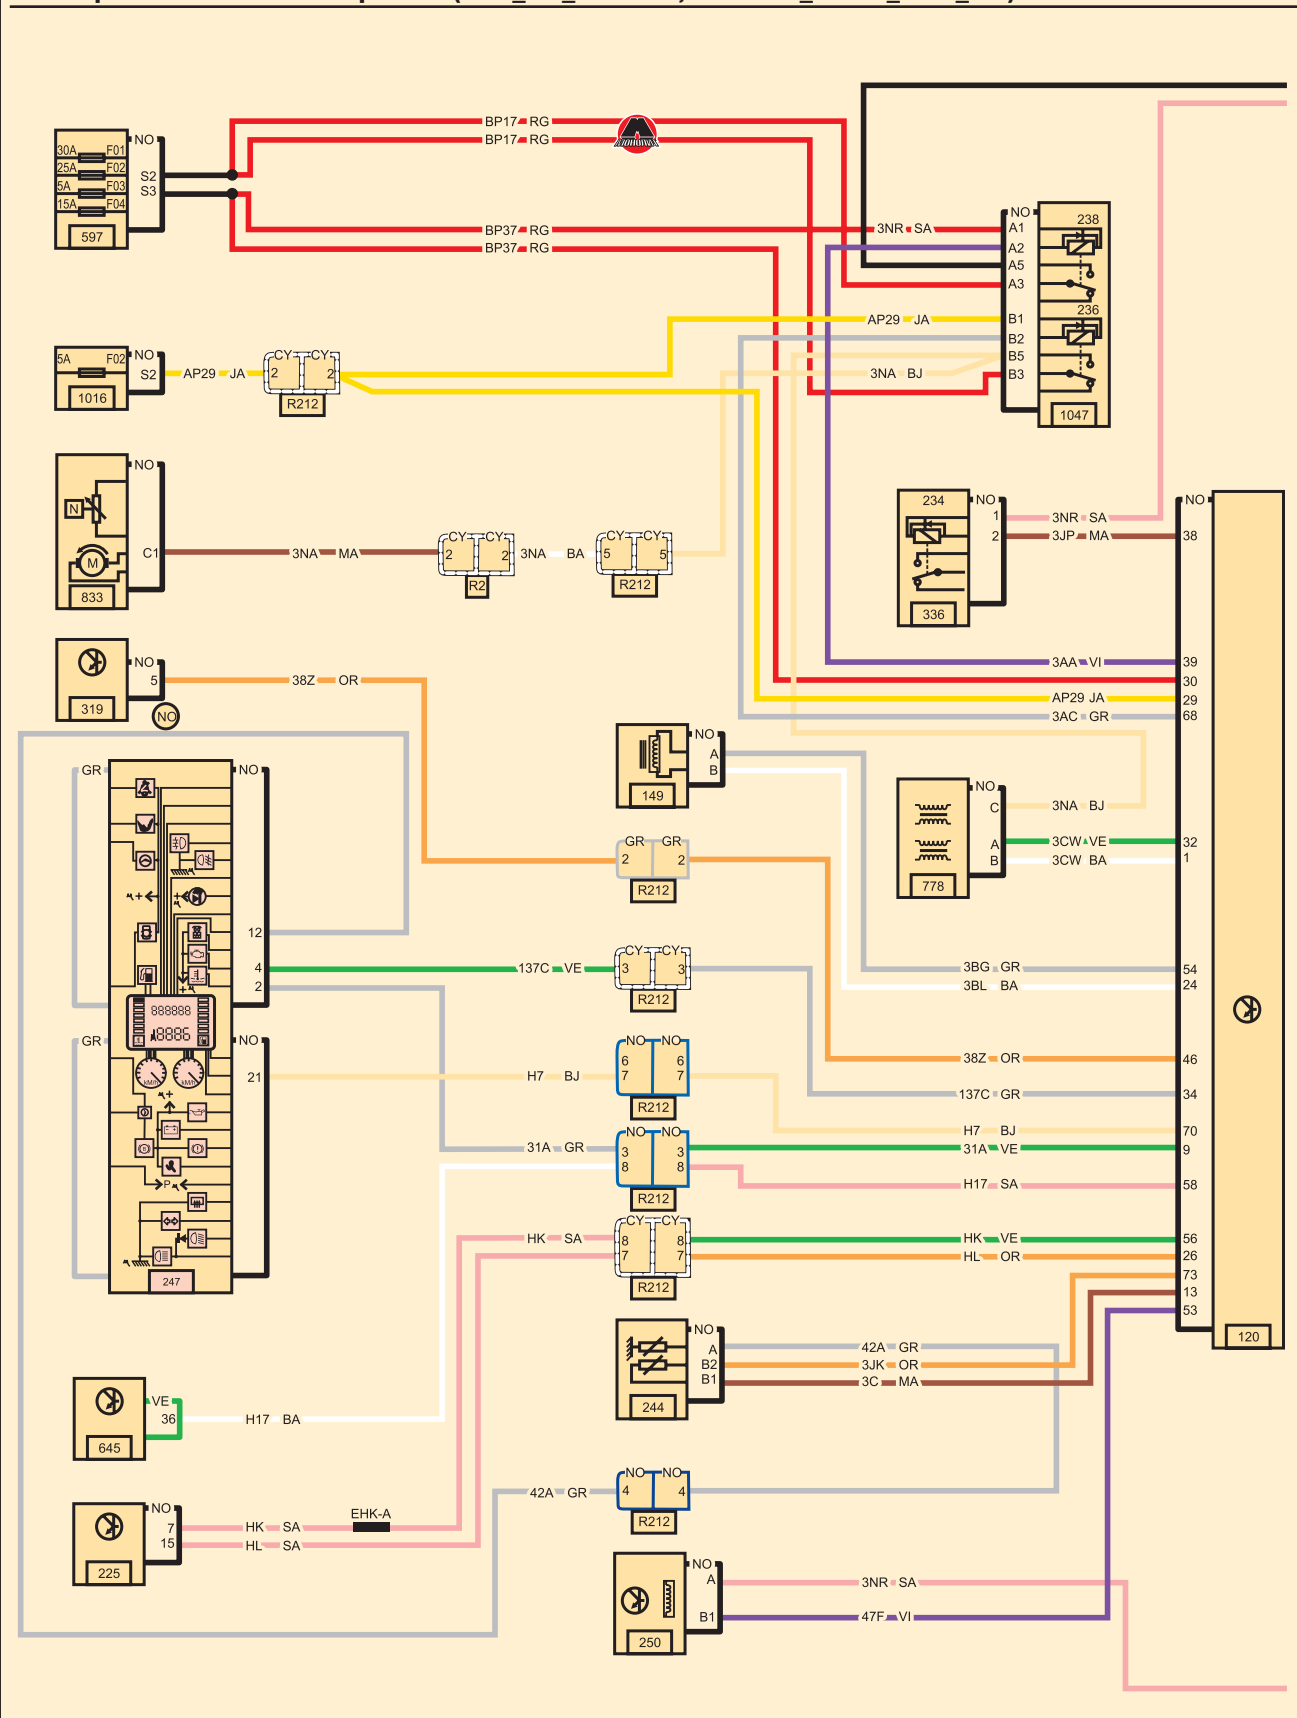 BP17 RG
BP17 RG
NO
30A F01
25A F02
5A F03
15A F04
S2
S3
597
BP37 RG
BP37 RG
3NR SA
NO
A1
A2
A5
A3
B1
B2
B5
B3
238
236
1047
AP29 JA
3NA BJ
5A F02
NO
S2
1016
AP29 JA
CY CY
2 2
R212
NO
N
M
C1
833
3NA MA
CY CY
2 2
R2
3NA BA
CY CY
5 5
R212
234
NO
1
2
336
3NR SA
3JP MA
NO
38
NO
5
319
NO
38Z OR
3AA VI
39
30
AP29 JA
29
3AC GR
68
NO
A
B
149
NO
C
A
B
778
3NA BJ
3CW VE
32
3CW BA
1
GR
NO
12
4
2
GR GR
2 2
R212
137C VE
CY CY
3 3
R212
3BG GR
54
3BL BA
24
888888
8886
GR
NO
21
kM/h
kM/h
P
247
H7 BJ
NO NO
6 6
7 7
R212
38Z OR
46
137C GR
34
H7 BJ
70
31A GR
NO NO
3 3
8 8
R212
31A VE
9
H17 SA
58
HK SA
CY CY
8 8
7 7
R212
HK VE
56
HL OR
26
73
13
53
120
NO
A
B2
B1
244
42A GR
3JK OR
3C MA
VE
36
645
H17 BA
NO
7
15
225
HK SA
HL SA
EHK-A
42A GR
NO NO
4 4
R212
NO
A
B1
250
3NR SA
47F VI